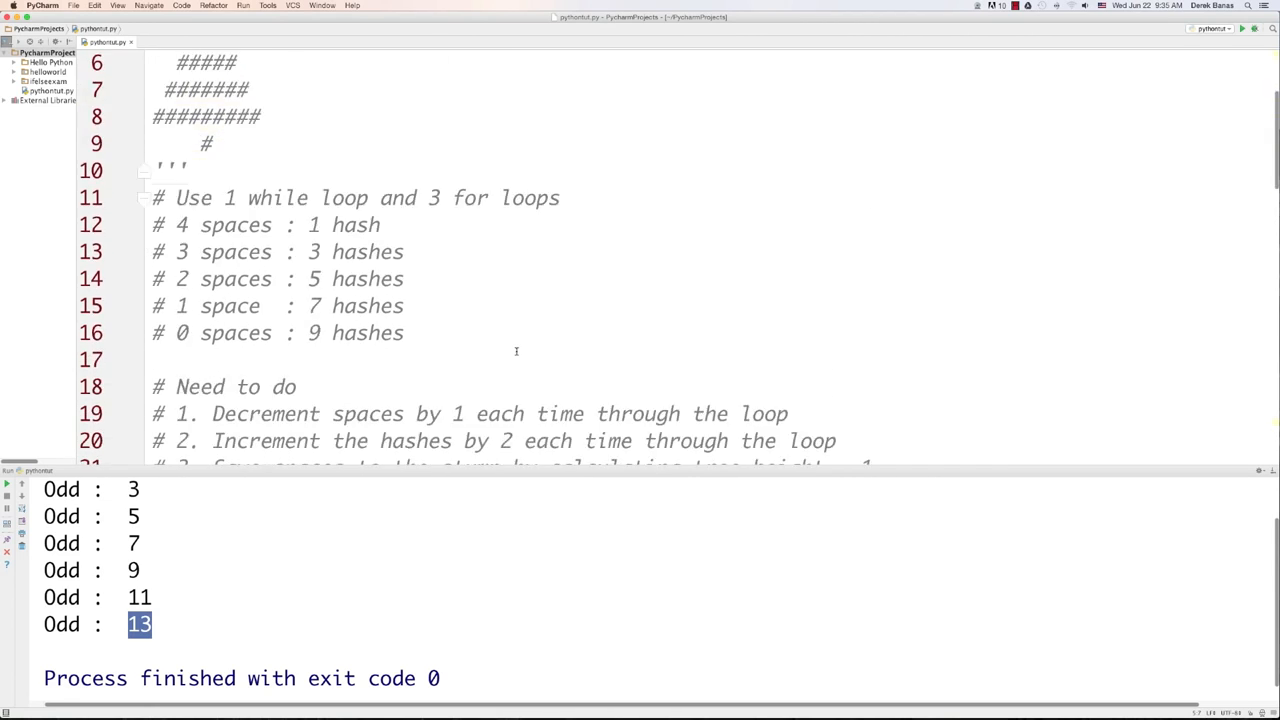 PyCharm File Edit View Navigate Code Refactor Run Tools VCS Window Help
10 Wed Jun 22 9:35 AM Derek Banas
pythontut.py - PycharmProjects - [~/PycharmProjects]
PycharmProjects pythontut.py
pythontut
pythontut.py
PycharmProject
Hello Python
helloworld
ifelseexam
pythontut.py
External Librarie
6 #####
7 #######
8 #########
9 #
10 '''
11 # Use 1 while loop and 3 for loops
12 # 4 spaces : 1 hash
13 # 3 spaces : 3 hashes
14 # 2 spaces : 5 hashes
15 # 1 space  : 7 hashes
16 # 0 spaces : 9 hashes
17
18 # Need to do
19 # 1. Decrement spaces by 1 each time through the loop
20 # 2. Increment the hashes by 2 each time through the loop
Run pythontut
Odd :  3
Odd :  5
Odd :  7
Odd :  9
Odd :  11
Odd :  13
Process finished with exit code 0
5:7 LF UTF-8